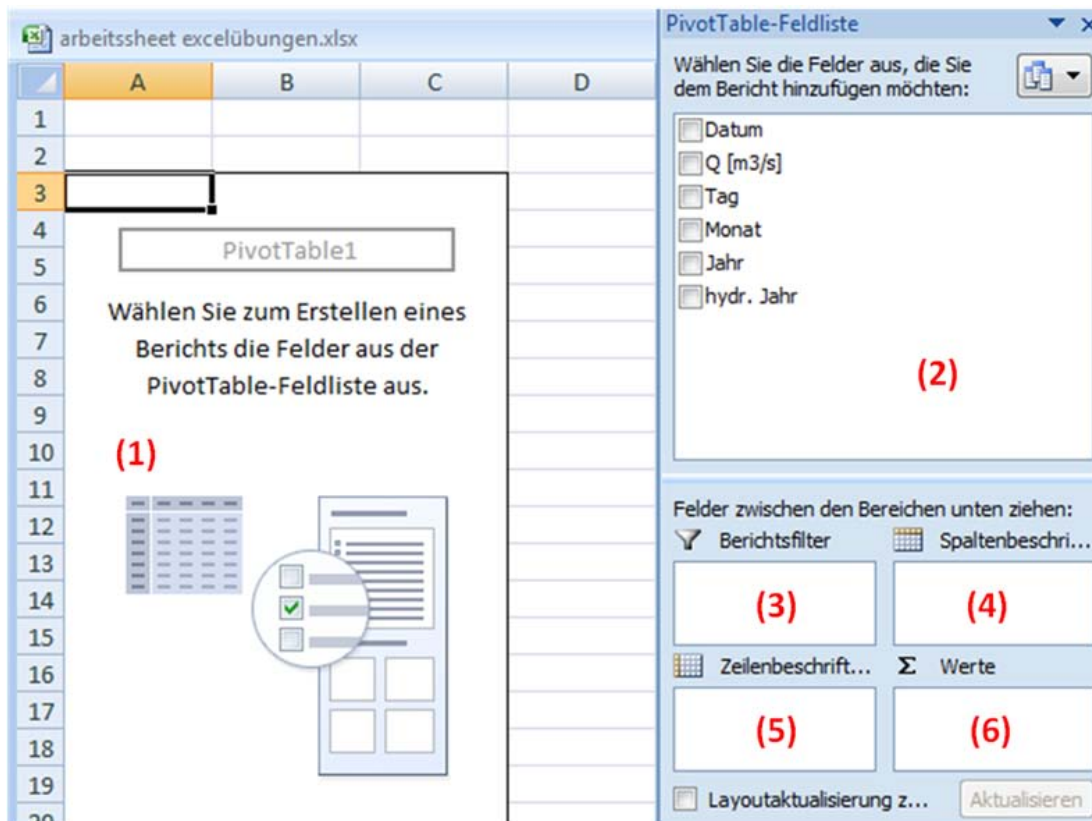 arbeitssheet excelübungen.xlsx
A B C D
1
2
3
4
5
6
7
8
9
10
11
12
13
14
15
16
17
18
19
20
PivotTable1
Wählen Sie zum Erstellen eines
Berichts die Felder aus der
PivotTable-Feldliste aus.
(1)
PivotTable-Feldliste
Wählen Sie die Felder aus, die Sie
dem Bericht hinzufügen möchten:
Datum
Q [m3/s]
Tag
Monat
Jahr
hydr. Jahr
(2)
Felder zwischen den Bereichen unten ziehen:
Berichtsfilter Spaltenbeschri...
(3) (4)
Zeilenbeschrift... Σ Werte
(5) (6)
Layoutaktualisierung z... Aktualisieren